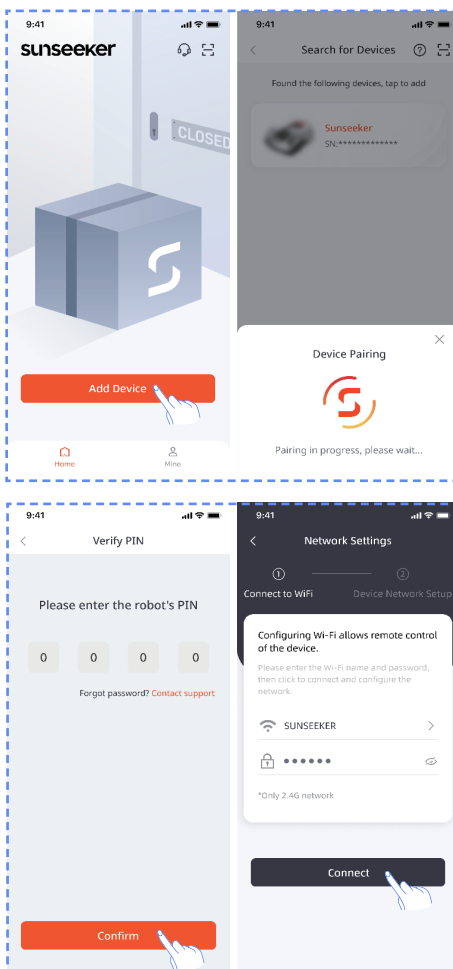 9:41
sunseeker
CLOSED
Add Device
Home
Mine
9:41
Search for Devices
Found the following devices, tap to add
Sunseeker
SN:*************
Device Pairing
Pairing in progress, please wait...
9:41
Verify PIN
Please enter the robot's PIN
0 0 0 0
Forgot password? Contact support
Confirm
9:41
Network Settings
1 2
Connect to WiFi Device Network Setup
Configuring Wi-Fi allows remote control
of the device.
Please enter the Wi-Fi name and password,
then click to connect and configure the
network.
SUNSEEKER
●●●●●●
*Only 2.4G network
Connect